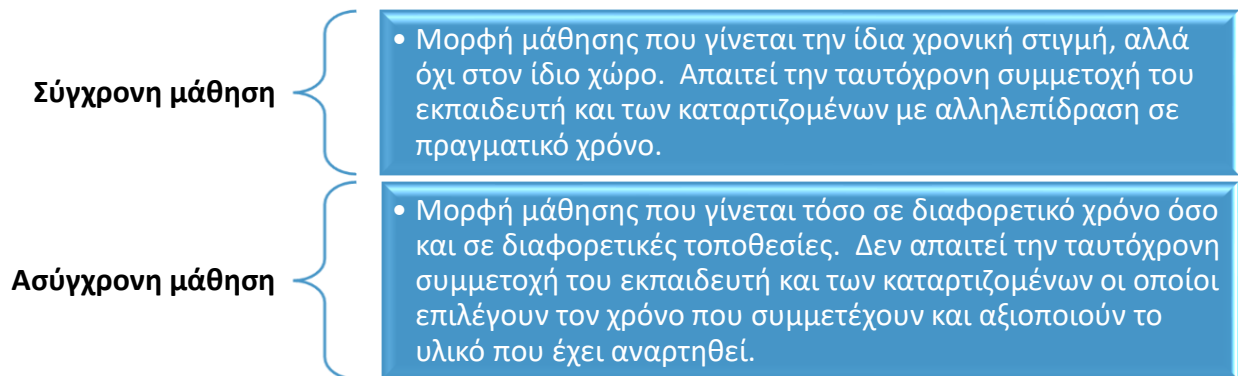 Σύγχρονη μάθηση
• Μορφή μάθησης που γίνεται την ίδια χρονική στιγμή, αλλά
όχι στον ίδιο χώρο. Απαιτεί την ταυτόχρονη συμμετοχή του
εκπαιδευτή και των καταρτιζομένων με αλληλεπίδραση σε
πραγματικό χρόνο.
Ασύγχρονη μάθηση
• Μορφή μάθησης που γίνεται τόσο σε διαφορετικό χρόνο όσο
και σε διαφορετικές τοποθεσίες. Δεν απαιτεί την ταυτόχρονη
συμμετοχή του εκπαιδευτή και των καταρτιζομένων οι οποίοι
επιλέγουν τον χρόνο που συμμετέχουν και αξιοποιούν το
υλικό που έχει αναρτηθεί.